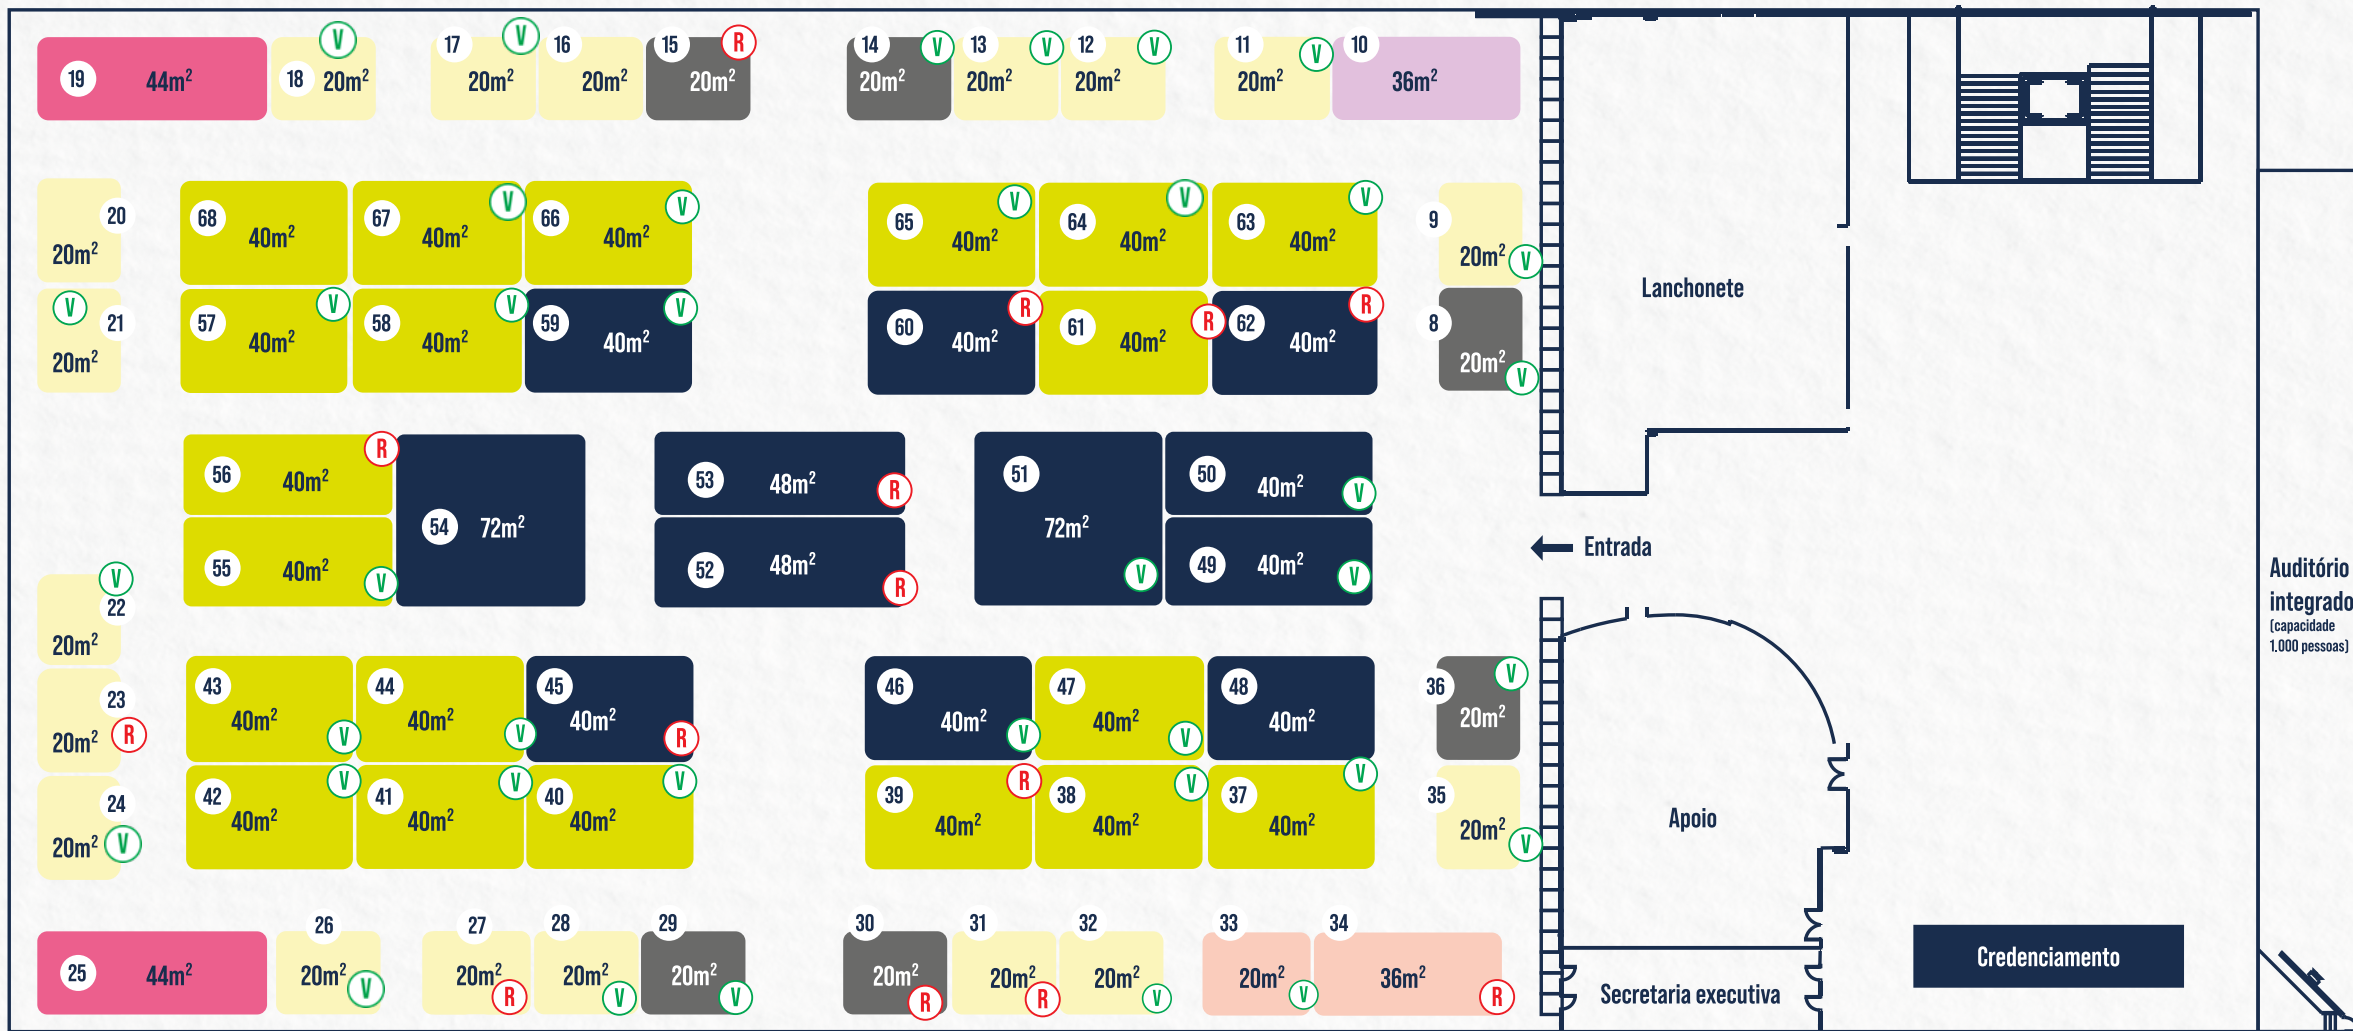 19 44m²
18 20m² V
17 20m² V
16 20m²
15 20m² R
14 20m² V
13 20m² V
12 20m² V
11 20m² V
10 36m²
20 20m²
68 40m²
67 40m² V
66 40m² V
65 40m² V
64 40m² V
63 40m² V
9 20m² V
Lanchonete
21 20m² V
57 40m² V
58 40m² V
59 40m² V
60 40m² R
61 40m² R
62 40m² R
8 20m² V
56 40m² R
54 72m²
53 48m² R
51 72m² V
50 40m² V
55 40m² V
52 48m² R
49 40m² V
Entrada
Auditório
integrado
(capacidade
1.000 pessoas)
22 20m² V
23 20m² R
43 40m² V
44 40m² V
45 40m² R
46 40m² V
47 40m² V
48 40m²
36 20m² V
24 20m² V
42 40m² V
41 40m² V
40 40m² V
39 40m² R
38 40m² V
37 40m² V
35 20m² V
Apoio
25 44m²
26 20m² V
27 20m² R
28 20m² V
29 20m² V
30 20m² R
31 20m² R
32 20m² V
33 20m² V
34 36m² R
Secretaria executiva
Credenciamento